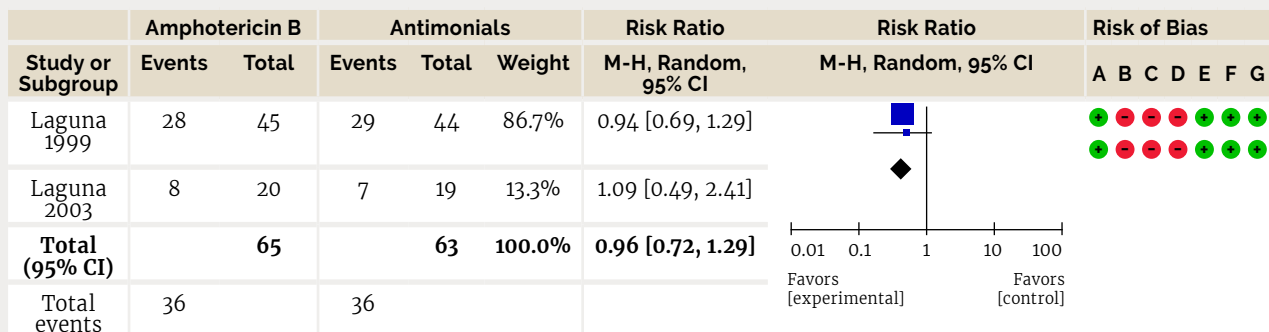 Amphotericin B Antimonials Risk Ratio Risk Ratio Risk of Bias
Study or Subgroup Events Total Events Total Weight M-H, Random, 95% CI M-H, Random, 95% CI A B C D E F G
Laguna 1999 28 45 29 44 86.7% 0.94 [0.69, 1.29] + - - - + + +
+ - - - + + +
Laguna 2003 8 20 7 19 13.3% 1.09 [0.49, 2.41]
Total (95% CI) 65 63 100.0% 0.96 [0.72, 1.29]
0.01 0.1 1 10 100
Favors [experimental] Favors [control]
Total events 36 36